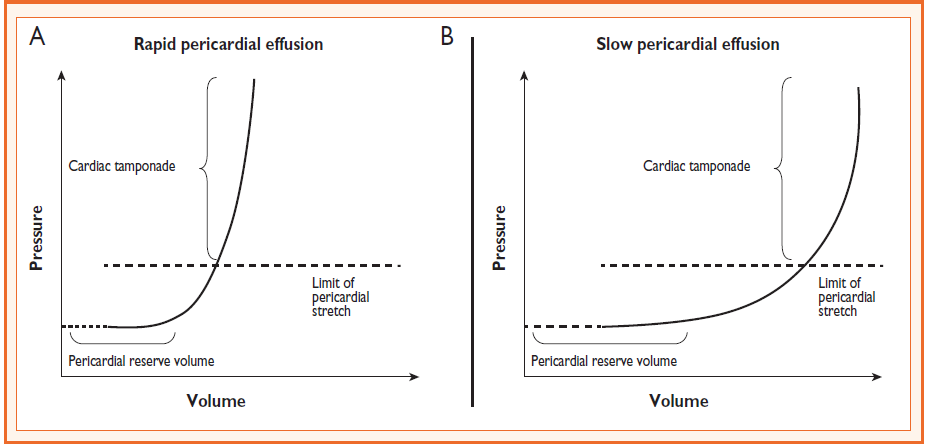 A
Rapid pericardial effusion
Cardiac tamponade
Pressure
Limit of
pericardial
stretch
Pericardial reserve volume
Volume
B
Slow pericardial effusion
Cardiac tamponade
Pressure
Limit of
pericardial
stretch
Pericardial reserve volume
Volume